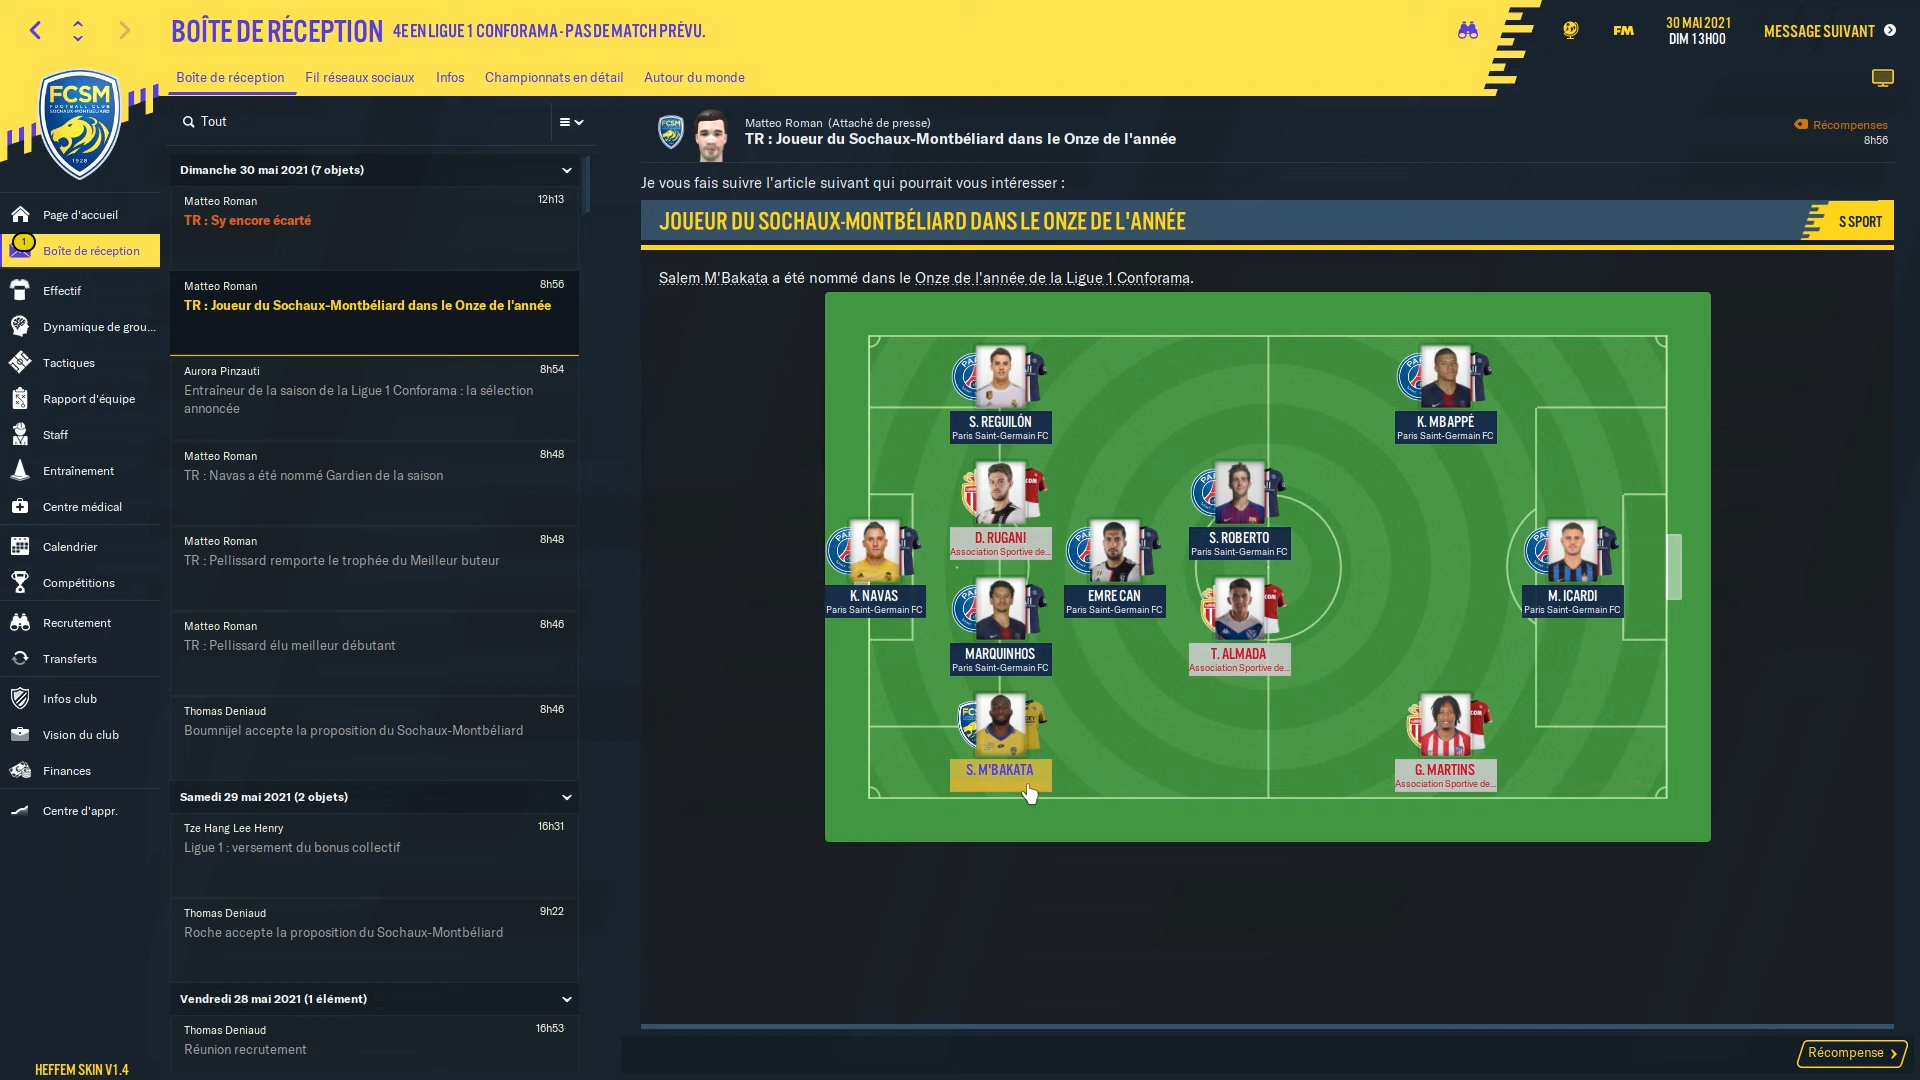 BOÎTE DE RÉCEPTION
4E EN LIGUE 1 CONFORAMA - PAS DE MATCH PRÉVU.
FM
30 MAI 2021
DIM 13H00
MESSAGE SUIVANT
Boîte de réception
Fil réseaux sociaux
Infos
Championnats en détail
Autour du monde
FCSM
FOOTBALL CLUB
SOCHAUX-MONTBÉLIARD
1928
Page d'accueil
1
Boîte de réception
Effectif
Dynamique de grou...
Tactiques
Rapport d'équipe
Staff
Entraînement
Centre médical
Calendrier
Compétitions
Recrutement
Transferts
Infos club
Vision du club
Finances
Centre d'appr.
HEFFEM SKIN V1.4
Tout
Dimanche 30 mai 2021 (7 objets)
Matteo Roman 12h13
TR : Sy encore écarté
Matteo Roman 8h56
TR : Joueur du Sochaux-Montbéliard dans le Onze de l'année
Aurora Pinzauti 8h54
Entraîneur de la saison de la Ligue 1 Conforama : la sélection
annoncée
Matteo Roman 8h48
TR : Navas a été nommé Gardien de la saison
Matteo Roman 8h48
TR : Pellissard remporte le trophée du Meilleur buteur
Matteo Roman 8h46
TR : Pellissard élu meilleur débutant
Thomas Deniaud 8h46
Boumnijel accepte la proposition du Sochaux-Montbéliard
Samedi 29 mai 2021 (2 objets)
Tze Hang Lee Henry 16h31
Ligue 1 : versement du bonus collectif
Thomas Deniaud 9h22
Roche accepte la proposition du Sochaux-Montbéliard
Vendredi 28 mai 2021 (1 élément)
Thomas Deniaud 16h53
Réunion recrutement
Matteo Roman (Attaché de presse)
TR : Joueur du Sochaux-Montbéliard dans le Onze de l'année
Récompenses
8h56
Je vous fais suivre l'article suivant qui pourrait vous intéresser :
JOUEUR DU SOCHAUX-MONTBÉLIARD DANS LE ONZE DE L'ANNÉE
S SPORT
Salem M'Bakata a été nommé dans le Onze de l'année de la Ligue 1 Conforama.
S. REGUILÓN
Paris Saint-Germain FC
K. MBAPPÉ
Paris Saint-Germain FC
D. RUGANI
Association Sportive de...
S. ROBERTO
Paris Saint-Germain FC
K. NAVAS
Paris Saint-Germain FC
EMRE CAN
Paris Saint-Germain FC
M. ICARDI
Paris Saint-Germain FC
MARQUINHOS
Paris Saint-Germain FC
T. ALMADA
Association Sportive de...
S. M'BAKATA
G. MARTINS
Association Sportive de...
Récompense